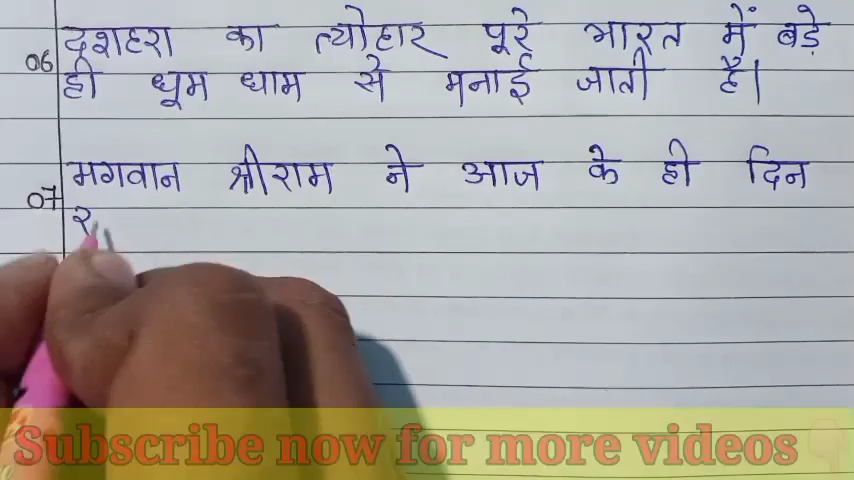 06 दशहरा का त्योहार पूरे भारत में बड़े
ही धूम धाम से मनाई जाती है।
07 भगवान श्रीराम ने आज के ही दिन
र
Subscribe now for more videos👇